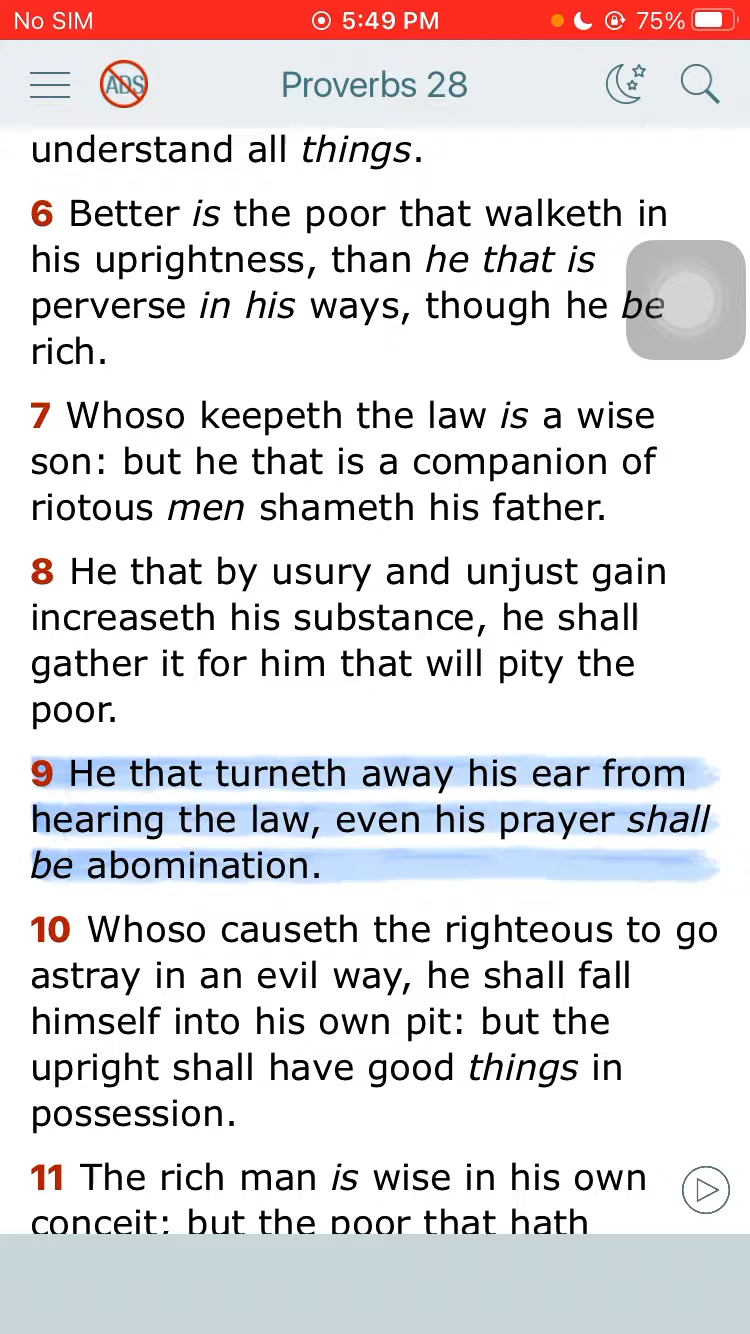 No SIM 5:49 PM 75%
ADS Proverbs 28
understand all things.
6 Better is the poor that walketh in
his uprightness, than he that is
perverse in his ways, though he be
rich.
7 Whoso keepeth the law is a wise
son: but he that is a companion of
riotous men shameth his father.
8 He that by usury and unjust gain
increaseth his substance, he shall
gather it for him that will pity the
poor.
9 He that turneth away his ear from
hearing the law, even his prayer shall
be abomination.
10 Whoso causeth the righteous to go
astray in an evil way, he shall fall
himself into his own pit: but the
upright shall have good things in
possession.
11 The rich man is wise in his own
conceit; but the poor that hath